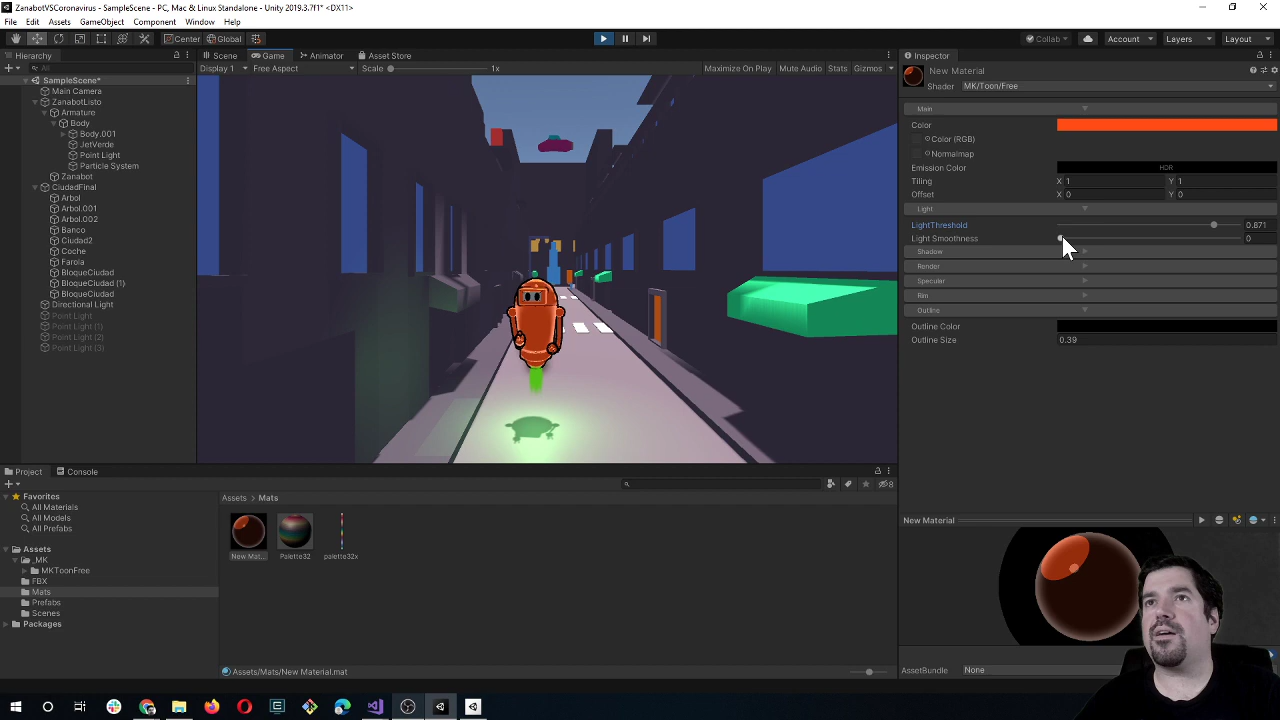 ZanabotVSCoronavirus - SampleScene - PC, Mac & Linux Standalone - Unity 2019.3.7f1* <DX11>
File Edit Assets GameObject Component Window Help
Center Global Collab Account Layers Layout
Hierarchy Scene Game Animator Asset Store Inspector
All Display 1 Free Aspect Scale 1x Maximize On Play Mute Audio Stats Gizmos
New Material
Shader MK/Toon/Free
SampleScene*
Main Camera
ZanabotListo
Armature
Body
Body.001
JetVerde
Point Light
Particle System
Zanabot
CiudadFinal
Arbol
Arbol.001
Arbol.002
Banco
Ciudad2
Coche
Farola
BloqueCiudad
BloqueCiudad (1)
BloqueCiudad
Directional Light
Point Light
Point Light (1)
Point Light (2)
Point Light (3)
Main
Color
Color (RGB)
Normalmap
Emission Color HDR
Tiling X 1 Y 1
Offset X 0 Y 0
Light
LightThreshold 0.871
Light Smoothness 0
Shadow
Render
Specular
Rim
Outline
Outline Color
Outline Size 0.39
Project Console
8
Favorites
All Materials
All Models
All Prefabs
Assets
_MK
MKToonFree
FBX
Mats
Prefabs
Scenes
Packages
Assets > Mats
New Mat... Palette32 palette32x
Assets/Mats/New Material.mat
New Material
AssetBundle None